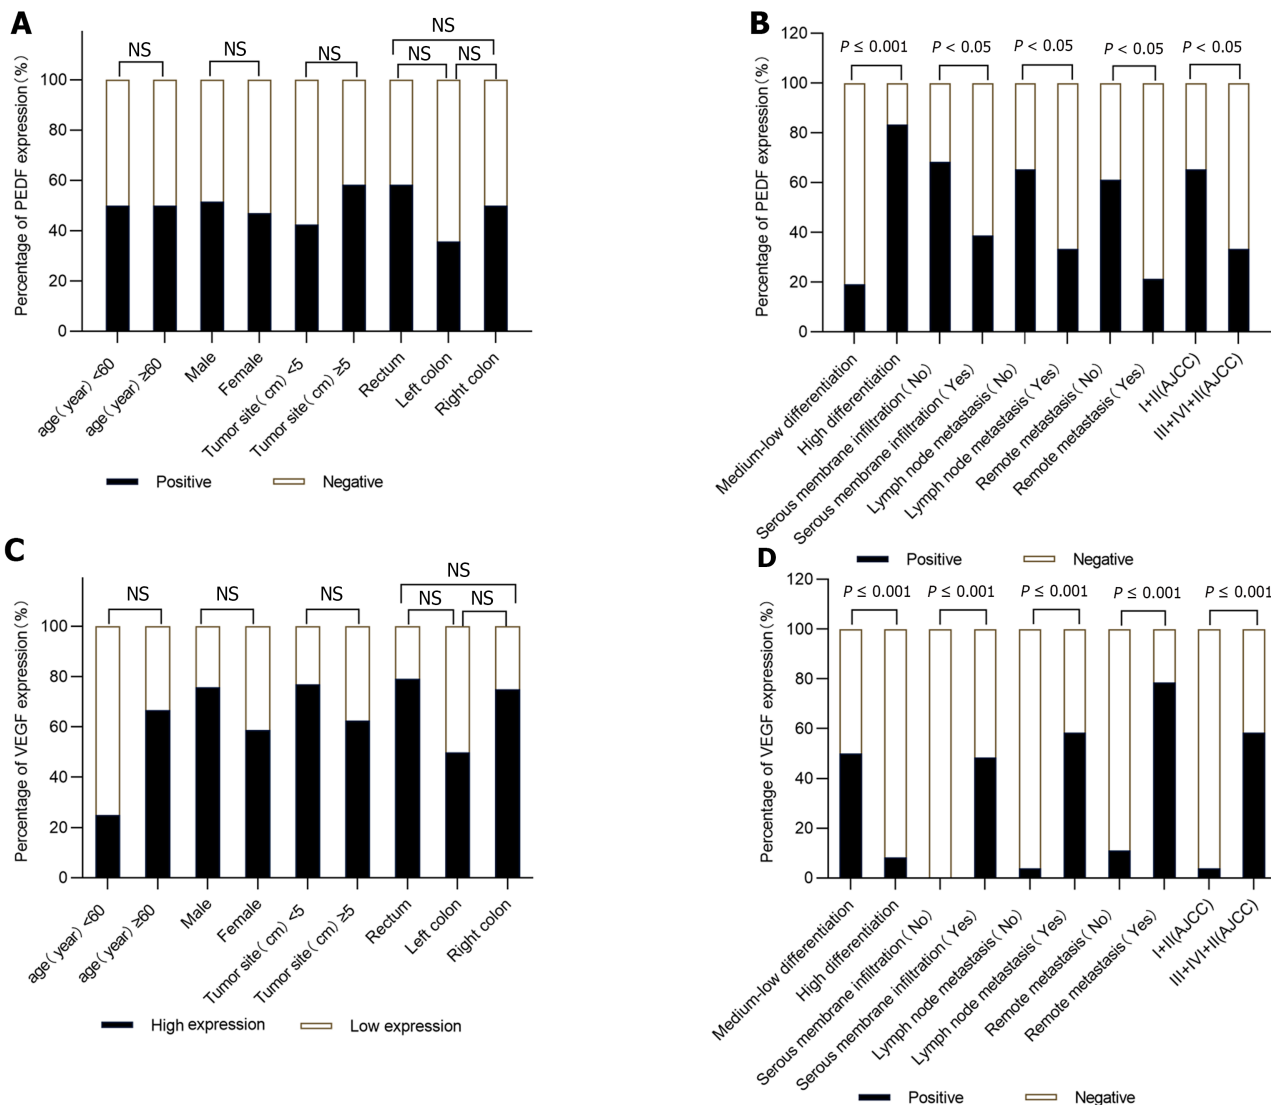 A
NS
NS
NS
NS
NS
NS
Percentage of PEDF expression(%)
100
80
60
40
20
0
age(year)<60
age(year)≥60
Male
Female
Tumor site(cm)<5
Tumor site(cm)≥5
Rectum
Left colon
Right colon
Positive
Negative
B
P ≤ 0.001
P < 0.05
P < 0.05
P < 0.05
P < 0.05
Percentage of PEDF expression(%)
120
100
80
60
40
20
0
Medium-low differentiation
High differentiation
Serous membrane infiltration(No)
Serous membrane infiltration(Yes)
Lymph node metastasis(No)
Lymph node metastasis(Yes)
Remote metastasis(No)
Remote metastasis(Yes)
I+II(AJCC)
III+IVI+II(AJCC)
Positive
Negative
C
NS
NS
NS
NS
NS
NS
Percentage of VEGF expression(%)
100
80
60
40
20
0
age(year)<60
age(year)≥60
Male
Female
Tumor site(cm)<5
Tumor site(cm)≥5
Rectum
Left colon
Right colon
High expression
Low expression
D
P ≤ 0.001
P ≤ 0.001
P ≤ 0.001
P ≤ 0.001
P ≤ 0.001
Percentage of VEGF expression(%)
120
100
80
60
40
20
0
Medium-low differentiation
High differentiation
Serous membrane infiltration(No)
Serous membrane infiltration(Yes)
Lymph node metastasis(No)
Lymph node metastasis(Yes)
Remote metastasis(No)
Remote metastasis(Yes)
I+II(AJCC)
III+IVI+II(AJCC)
Positive
Negative